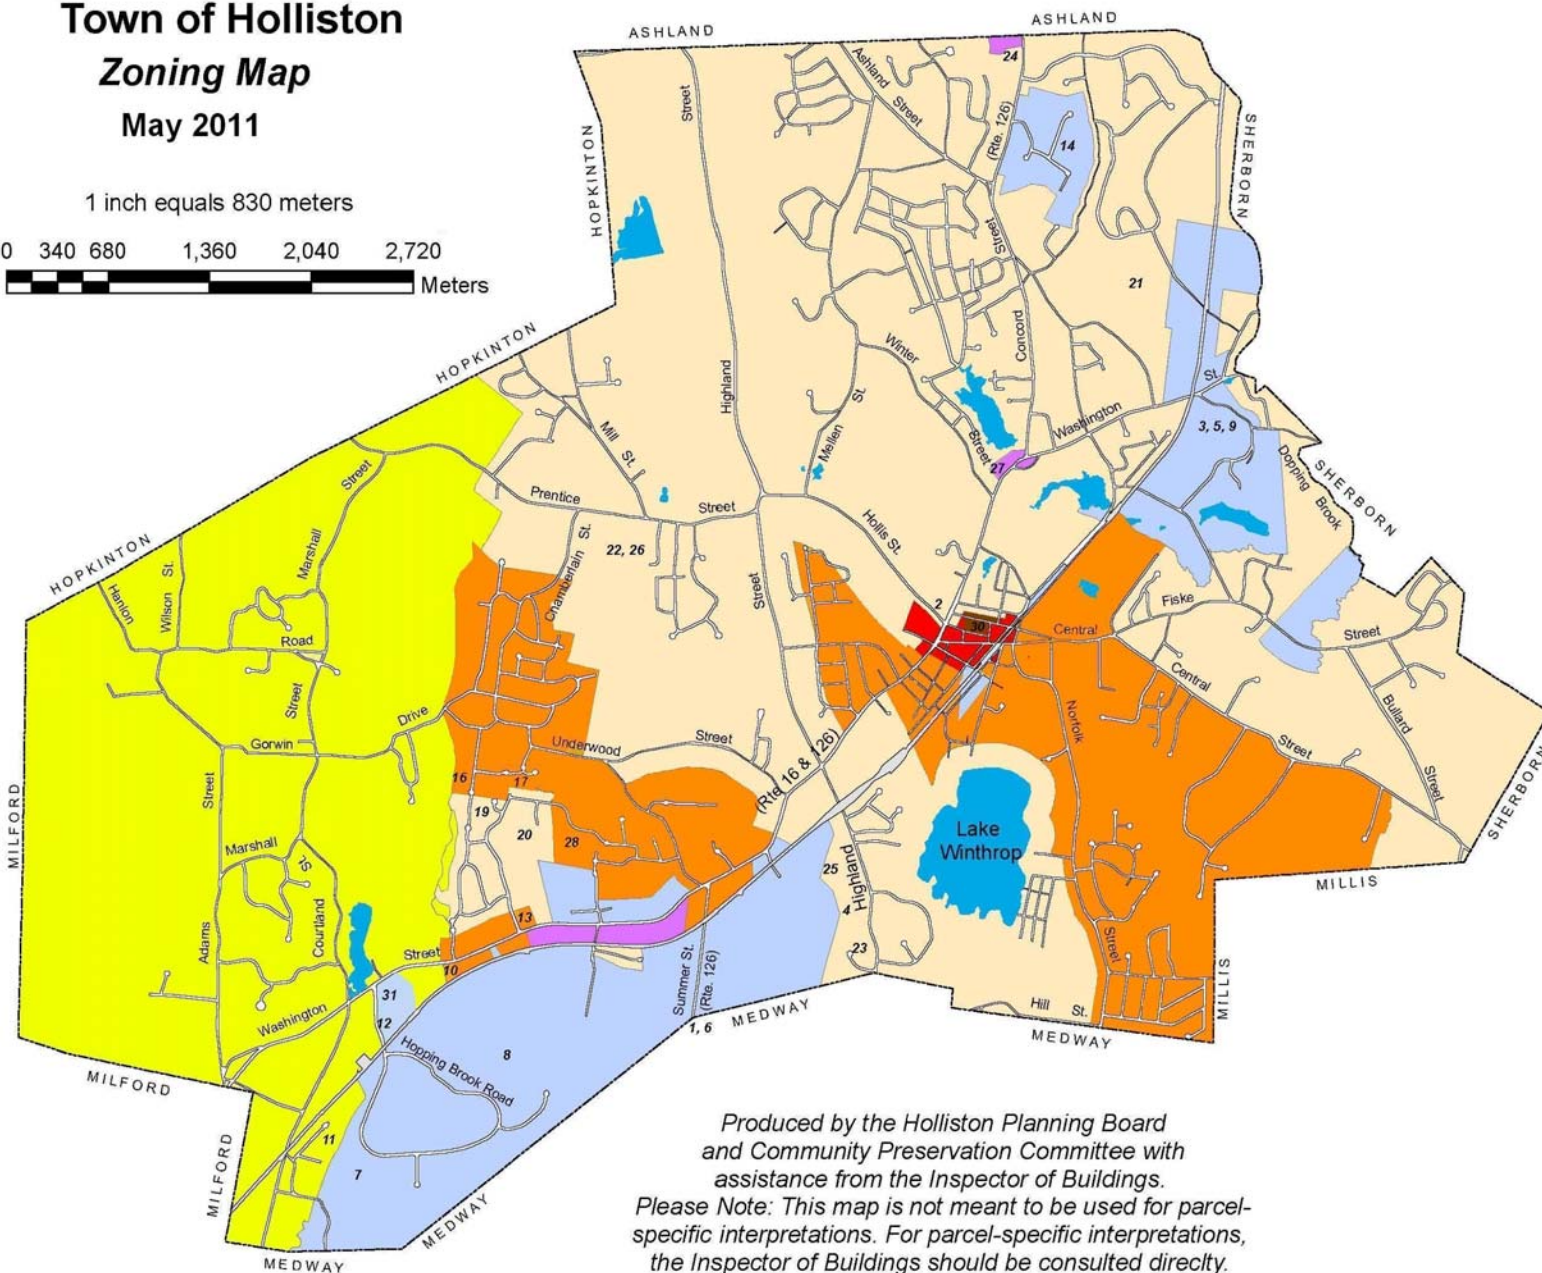 Town of Holliston
Zoning Map
May 2011
1 inch equals 830 meters
0 340 680 1,360 2,040 2,720
Meters
ASHLAND
ASHLAND
24
Ashland Street
Street
(Rte. 126)
14
HOPKINTON
SHERBORN
Street
21
HOPKINTON
Concord
Winter
Highland
St.
St.
Mill St.
Mellen
Washington
Street
3, 5, 9
27
Dopping Brook
SHERBORN
Street
Prentice
Street
Hollis St.
Marshall
St.
22, 26
HOPKINTON
Hanlon
Wilson St.
Chamberlain
Street
2
Fiske
30
Central
Street
Road
Central
Street
Norfolk
Bullard
Drive
Gorwin
Underwood
Street
Street
(Rte 16 & 126)
Street
SHERBORN
Street
16
17
19
20
28
MILFORD
Lake
Winthrop
Marshall
St.
Highland
25
MILLIS
4
13
23
Adams
Courtland
Street
10
Street
Summer St.
(Rte. 126)
MILLIS
31
12
Washington
1, 6
MEDWAY
Hill St.
MEDWAY
8
Hopping Brook Road
MILFORD
11
7
MILFORD
MEDWAY
MEDWAY
Produced by the Holliston Planning Board
and Community Preservation Committee with
assistance from the Inspector of Buildings.
Please Note: This map is not meant to be used for parcel-
specific interpretations. For parcel-specific interpretations,
the Inspector of Buildings should be consulted direclty.